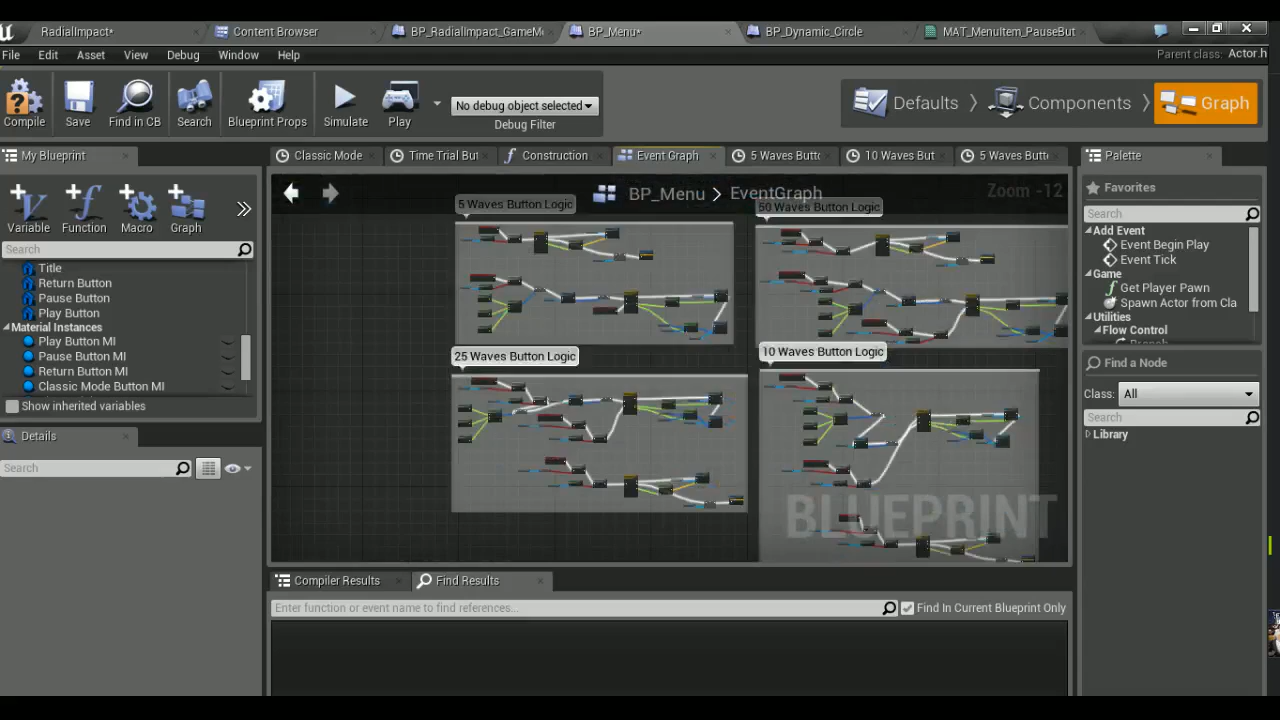 RadialImpact*
Content Browser
BP_RadialImpact_GameMo
BP_Menu*
BP_Dynamic_Circle
MAT_MenuItem_PauseBut
File Edit Asset View Window Debug Help
Parent class: Actor.h
Compile
Save
Find in CB
Search
Blueprint Props
Simulate
Play
No debug object selected
Debug Filter
Defaults
Components
Graph
My Blueprint
Classic Mode
Time Trial But
Construction
Event Graph
5 Waves Butto
10 Waves But
5 Waves Butto
Palette
Variable
Function
Macro
Graph
Search
Title
Return Button
Pause Button
Play Button
Material Instances
Play Button MI
Pause Button MI
Return Button MI
Classic Mode Button MI
Show inherited variables
Details
Search
BP_Menu > EventGraph
Zoom -12
5 Waves Button Logic
50 Waves Button Logic
25 Waves Button Logic
10 Waves Button Logic
BLUEPRINT
Compiler Results
Find Results
Enter function or event name to find references...
Find In Current Blueprint Only
Favorites
Search
Add Event
Event Begin Play
Event Tick
Game
Get Player Pawn
Spawn Actor from Cla
Utilities
Flow Control
Find a Node
Class: All
Search
Library